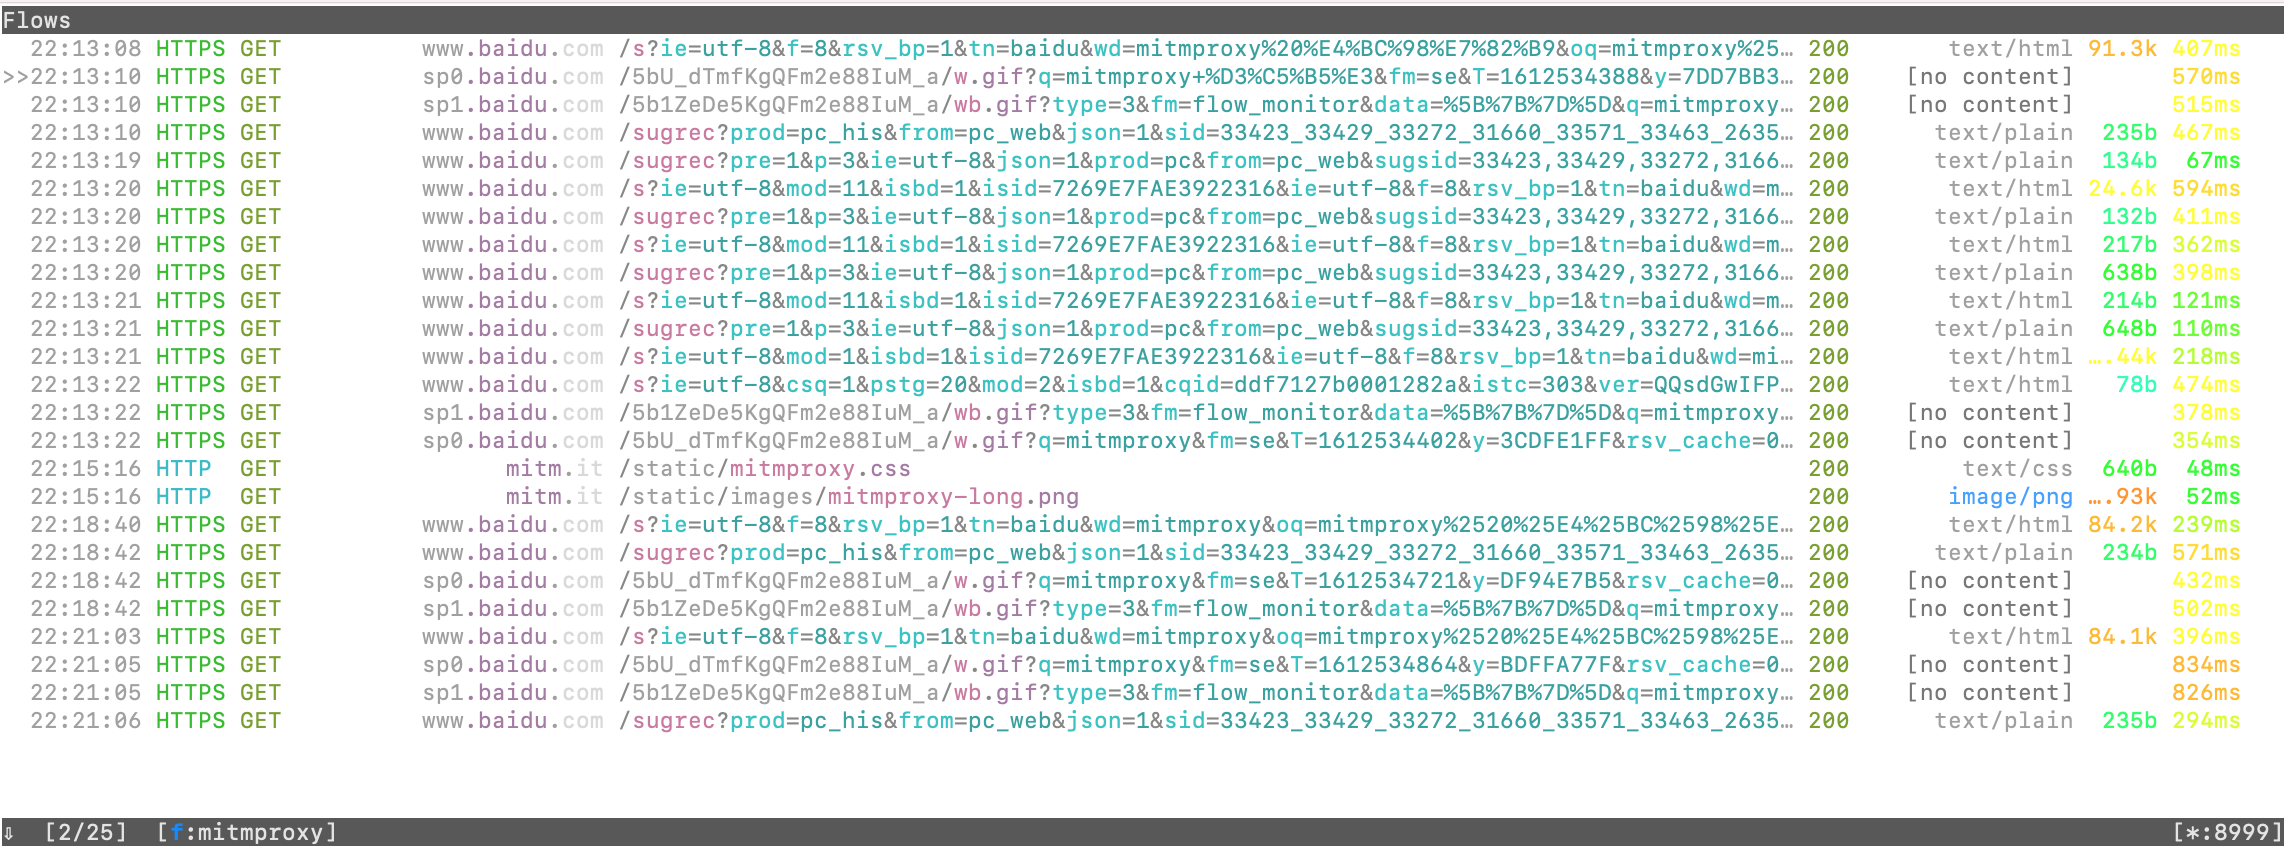 Flows
22:13:08 HTTPS GET www.baidu.com /s?ie=utf-8&f=8&rsv_bp=1&tn=baidu&wd=mitmproxy%20%E4%BC%98%E7%82%B9&oq=mitmproxy%25… 200 text/html 91.3k 407ms
>>22:13:10 HTTPS GET sp0.baidu.com /5bU_dTmfKgQFm2e88IuM_a/w.gif?q=mitmproxy+%D3%C5%B5%E3&fm=se&T=1612534388&y=7DD7BB3… 200 [no content] 570ms
22:13:10 HTTPS GET sp1.baidu.com /5b1ZeDe5KgQFm2e88IuM_a/wb.gif?type=3&fm=flow_monitor&data=%5B%7B%7D%5D&q=mitmproxy… 200 [no content] 515ms
22:13:10 HTTPS GET www.baidu.com /sugrec?prod=pc_his&from=pc_web&json=1&sid=33423_33429_33272_31660_33571_33463_2635… 200 text/plain 235b 467ms
22:13:19 HTTPS GET www.baidu.com /sugrec?pre=1&p=3&ie=utf-8&json=1&prod=pc&from=pc_web&sugsid=33423,33429,33272,3166… 200 text/plain 134b 67ms
22:13:20 HTTPS GET www.baidu.com /s?ie=utf-8&mod=11&isbd=1&isid=7269E7FAE3922316&ie=utf-8&f=8&rsv_bp=1&tn=baidu&wd=m… 200 text/html 24.6k 594ms
22:13:20 HTTPS GET www.baidu.com /sugrec?pre=1&p=3&ie=utf-8&json=1&prod=pc&from=pc_web&sugsid=33423,33429,33272,3166… 200 text/plain 132b 411ms
22:13:20 HTTPS GET www.baidu.com /s?ie=utf-8&mod=11&isbd=1&isid=7269E7FAE3922316&ie=utf-8&f=8&rsv_bp=1&tn=baidu&wd=m… 200 text/html 217b 362ms
22:13:20 HTTPS GET www.baidu.com /sugrec?pre=1&p=3&ie=utf-8&json=1&prod=pc&from=pc_web&sugsid=33423,33429,33272,3166… 200 text/plain 638b 398ms
22:13:21 HTTPS GET www.baidu.com /s?ie=utf-8&mod=11&isbd=1&isid=7269E7FAE3922316&ie=utf-8&f=8&rsv_bp=1&tn=baidu&wd=m… 200 text/html 214b 121ms
22:13:21 HTTPS GET www.baidu.com /sugrec?pre=1&p=3&ie=utf-8&json=1&prod=pc&from=pc_web&sugsid=33423,33429,33272,3166… 200 text/plain 648b 110ms
22:13:21 HTTPS GET www.baidu.com /s?ie=utf-8&mod=1&isbd=1&isid=7269E7FAE3922316&ie=utf-8&f=8&rsv_bp=1&tn=baidu&wd=mi… 200 text/html ….44k 218ms
22:13:22 HTTPS GET www.baidu.com /s?ie=utf-8&csq=1&pstg=20&mod=2&isbd=1&cqid=ddf7127b0001282a&istc=303&ver=QQsdGwIFP… 200 text/html 78b 474ms
22:13:22 HTTPS GET sp1.baidu.com /5b1ZeDe5KgQFm2e88IuM_a/wb.gif?type=3&fm=flow_monitor&data=%5B%7B%7D%5D&q=mitmproxy… 200 [no content] 378ms
22:13:22 HTTPS GET sp0.baidu.com /5bU_dTmfKgQFm2e88IuM_a/w.gif?q=mitmproxy&fm=se&T=1612534402&y=3CDFE1FF&rsv_cache=0… 200 [no content] 354ms
22:15:16 HTTP GET mitm.it /static/mitmproxy.css 200 text/css 640b 48ms
22:15:16 HTTP GET mitm.it /static/images/mitmproxy-long.png 200 image/png ….93k 52ms
22:18:40 HTTPS GET www.baidu.com /s?ie=utf-8&f=8&rsv_bp=1&tn=baidu&wd=mitmproxy&oq=mitmproxy%2520%25E4%25BC%2598%25E… 200 text/html 84.2k 239ms
22:18:42 HTTPS GET www.baidu.com /sugrec?prod=pc_his&from=pc_web&json=1&sid=33423_33429_33272_31660_33571_33463_2635… 200 text/plain 234b 571ms
22:18:42 HTTPS GET sp0.baidu.com /5bU_dTmfKgQFm2e88IuM_a/w.gif?q=mitmproxy&fm=se&T=1612534721&y=DF94E7B5&rsv_cache=0… 200 [no content] 432ms
22:18:42 HTTPS GET sp1.baidu.com /5b1ZeDe5KgQFm2e88IuM_a/wb.gif?type=3&fm=flow_monitor&data=%5B%7B%7D%5D&q=mitmproxy… 200 [no content] 502ms
22:21:03 HTTPS GET www.baidu.com /s?ie=utf-8&f=8&rsv_bp=1&tn=baidu&wd=mitmproxy&oq=mitmproxy%2520%25E4%25BC%2598%25E… 200 text/html 84.1k 396ms
22:21:05 HTTPS GET sp0.baidu.com /5bU_dTmfKgQFm2e88IuM_a/w.gif?q=mitmproxy&fm=se&T=1612534864&y=BDFFA77F&rsv_cache=0… 200 [no content] 834ms
22:21:05 HTTPS GET sp1.baidu.com /5b1ZeDe5KgQFm2e88IuM_a/wb.gif?type=3&fm=flow_monitor&data=%5B%7B%7D%5D&q=mitmproxy… 200 [no content] 826ms
22:21:06 HTTPS GET www.baidu.com /sugrec?prod=pc_his&from=pc_web&json=1&sid=33423_33429_33272_31660_33571_33463_2635… 200 text/plain 235b 294ms
⇩ [2/25] [f:mitmproxy] [*:8999]